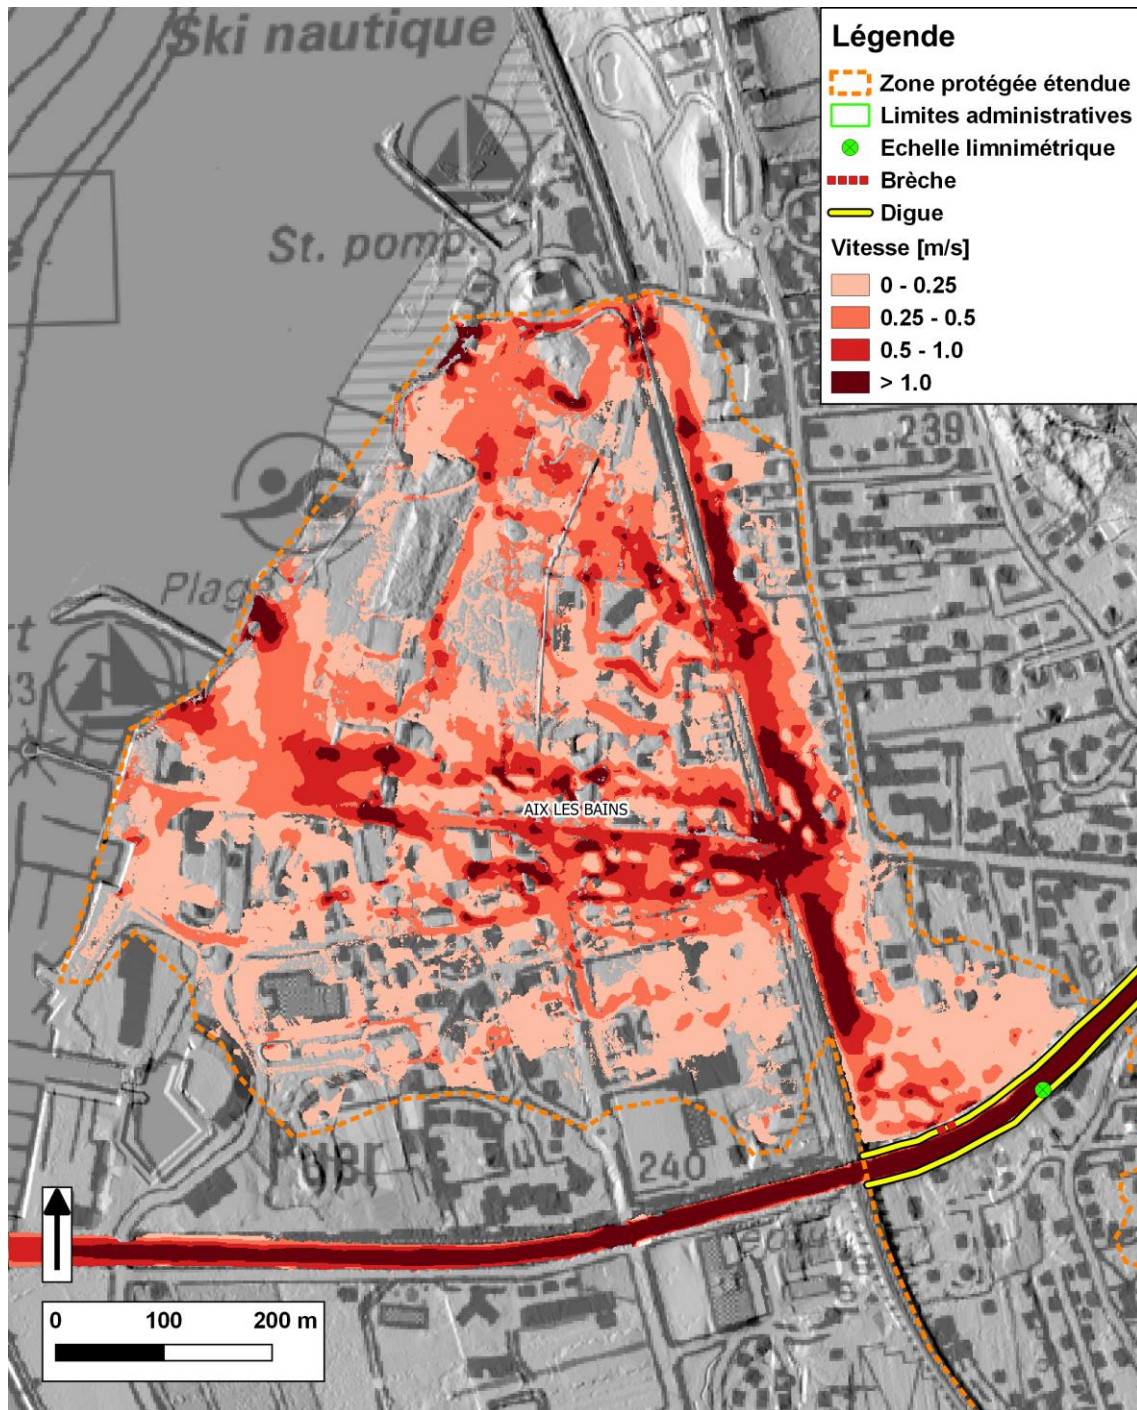 Ski nautique
Légende
Zone protégée étendue
Limites administratives
Echelle limnimétrique
Brèche
Digue
Vitesse [m/s]
0 - 0.25
0.25 - 0.5
0.5 - 1.0
> 1.0
St. pomp.
239
Plage
AIX LES BAINS
240
0 100 200 m